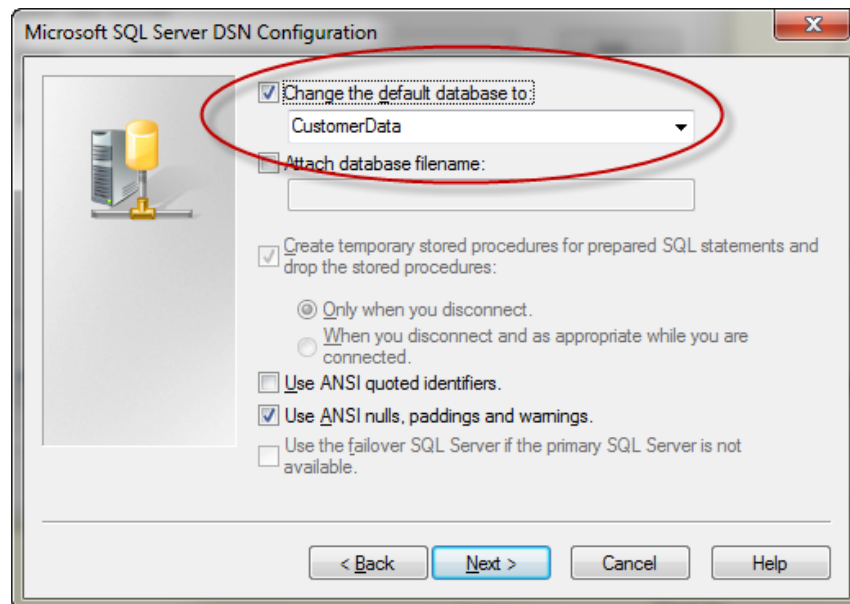 Microsoft SQL Server DSN Configuration
Change the default database to:
CustomerData
Attach database filename:
Create temporary stored procedures for prepared SQL statements and
drop the stored procedures:
Only when you disconnect.
When you disconnect and as appropriate while you are
connected.
Use ANSI quoted identifiers.
Use ANSI nulls, paddings and warnings.
Use the failover SQL Server if the primary SQL Server is not
available.
< Back Next > Cancel Help